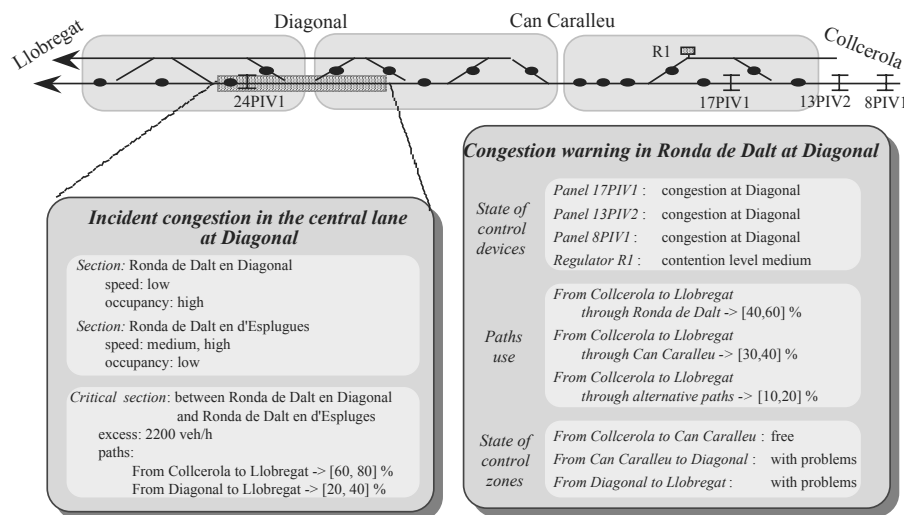 Diagonal
Can Caralleu
Llobregat
Collcerola
R1
24PIV1
17PIV1
13PIV2
8PIV1
Incident congestion in the central lane
at Diagonal
Section: Ronda de Dalt en Diagonal
speed: low
occupancy: high
Section: Ronda de Dalt en d'Esplugues
speed: medium, high
occupancy: low
Critical section: between Ronda de Dalt en Diagonal
and Ronda de Dalt en d'Espluges
excess: 2200 veh/h
paths:
From Collcerola to Llobregat -> [60, 80] %
From Diagonal to Llobregat -> [20, 40] %
Congestion warning in Ronda de Dalt at Diagonal
State of
control
devices
Panel 17PIV1 : congestion at Diagonal
Panel 13PIV2 : congestion at Diagonal
Panel 8PIV1 : congestion at Diagonal
Regulator R1 : contention level medium
Paths
use
From Collcerola to Llobregat
through Ronda de Dalt -> [40,60] %
From Collcerola to Llobregat
through Can Caralleu -> [30,40] %
From Collcerola to Llobregat
through alternative paths -> [10,20] %
State of
control
zones
From Collcerola to Can Caralleu : free
From Can Caralleu to Diagonal : with problems
From Diagonal to Llobregat : with problems